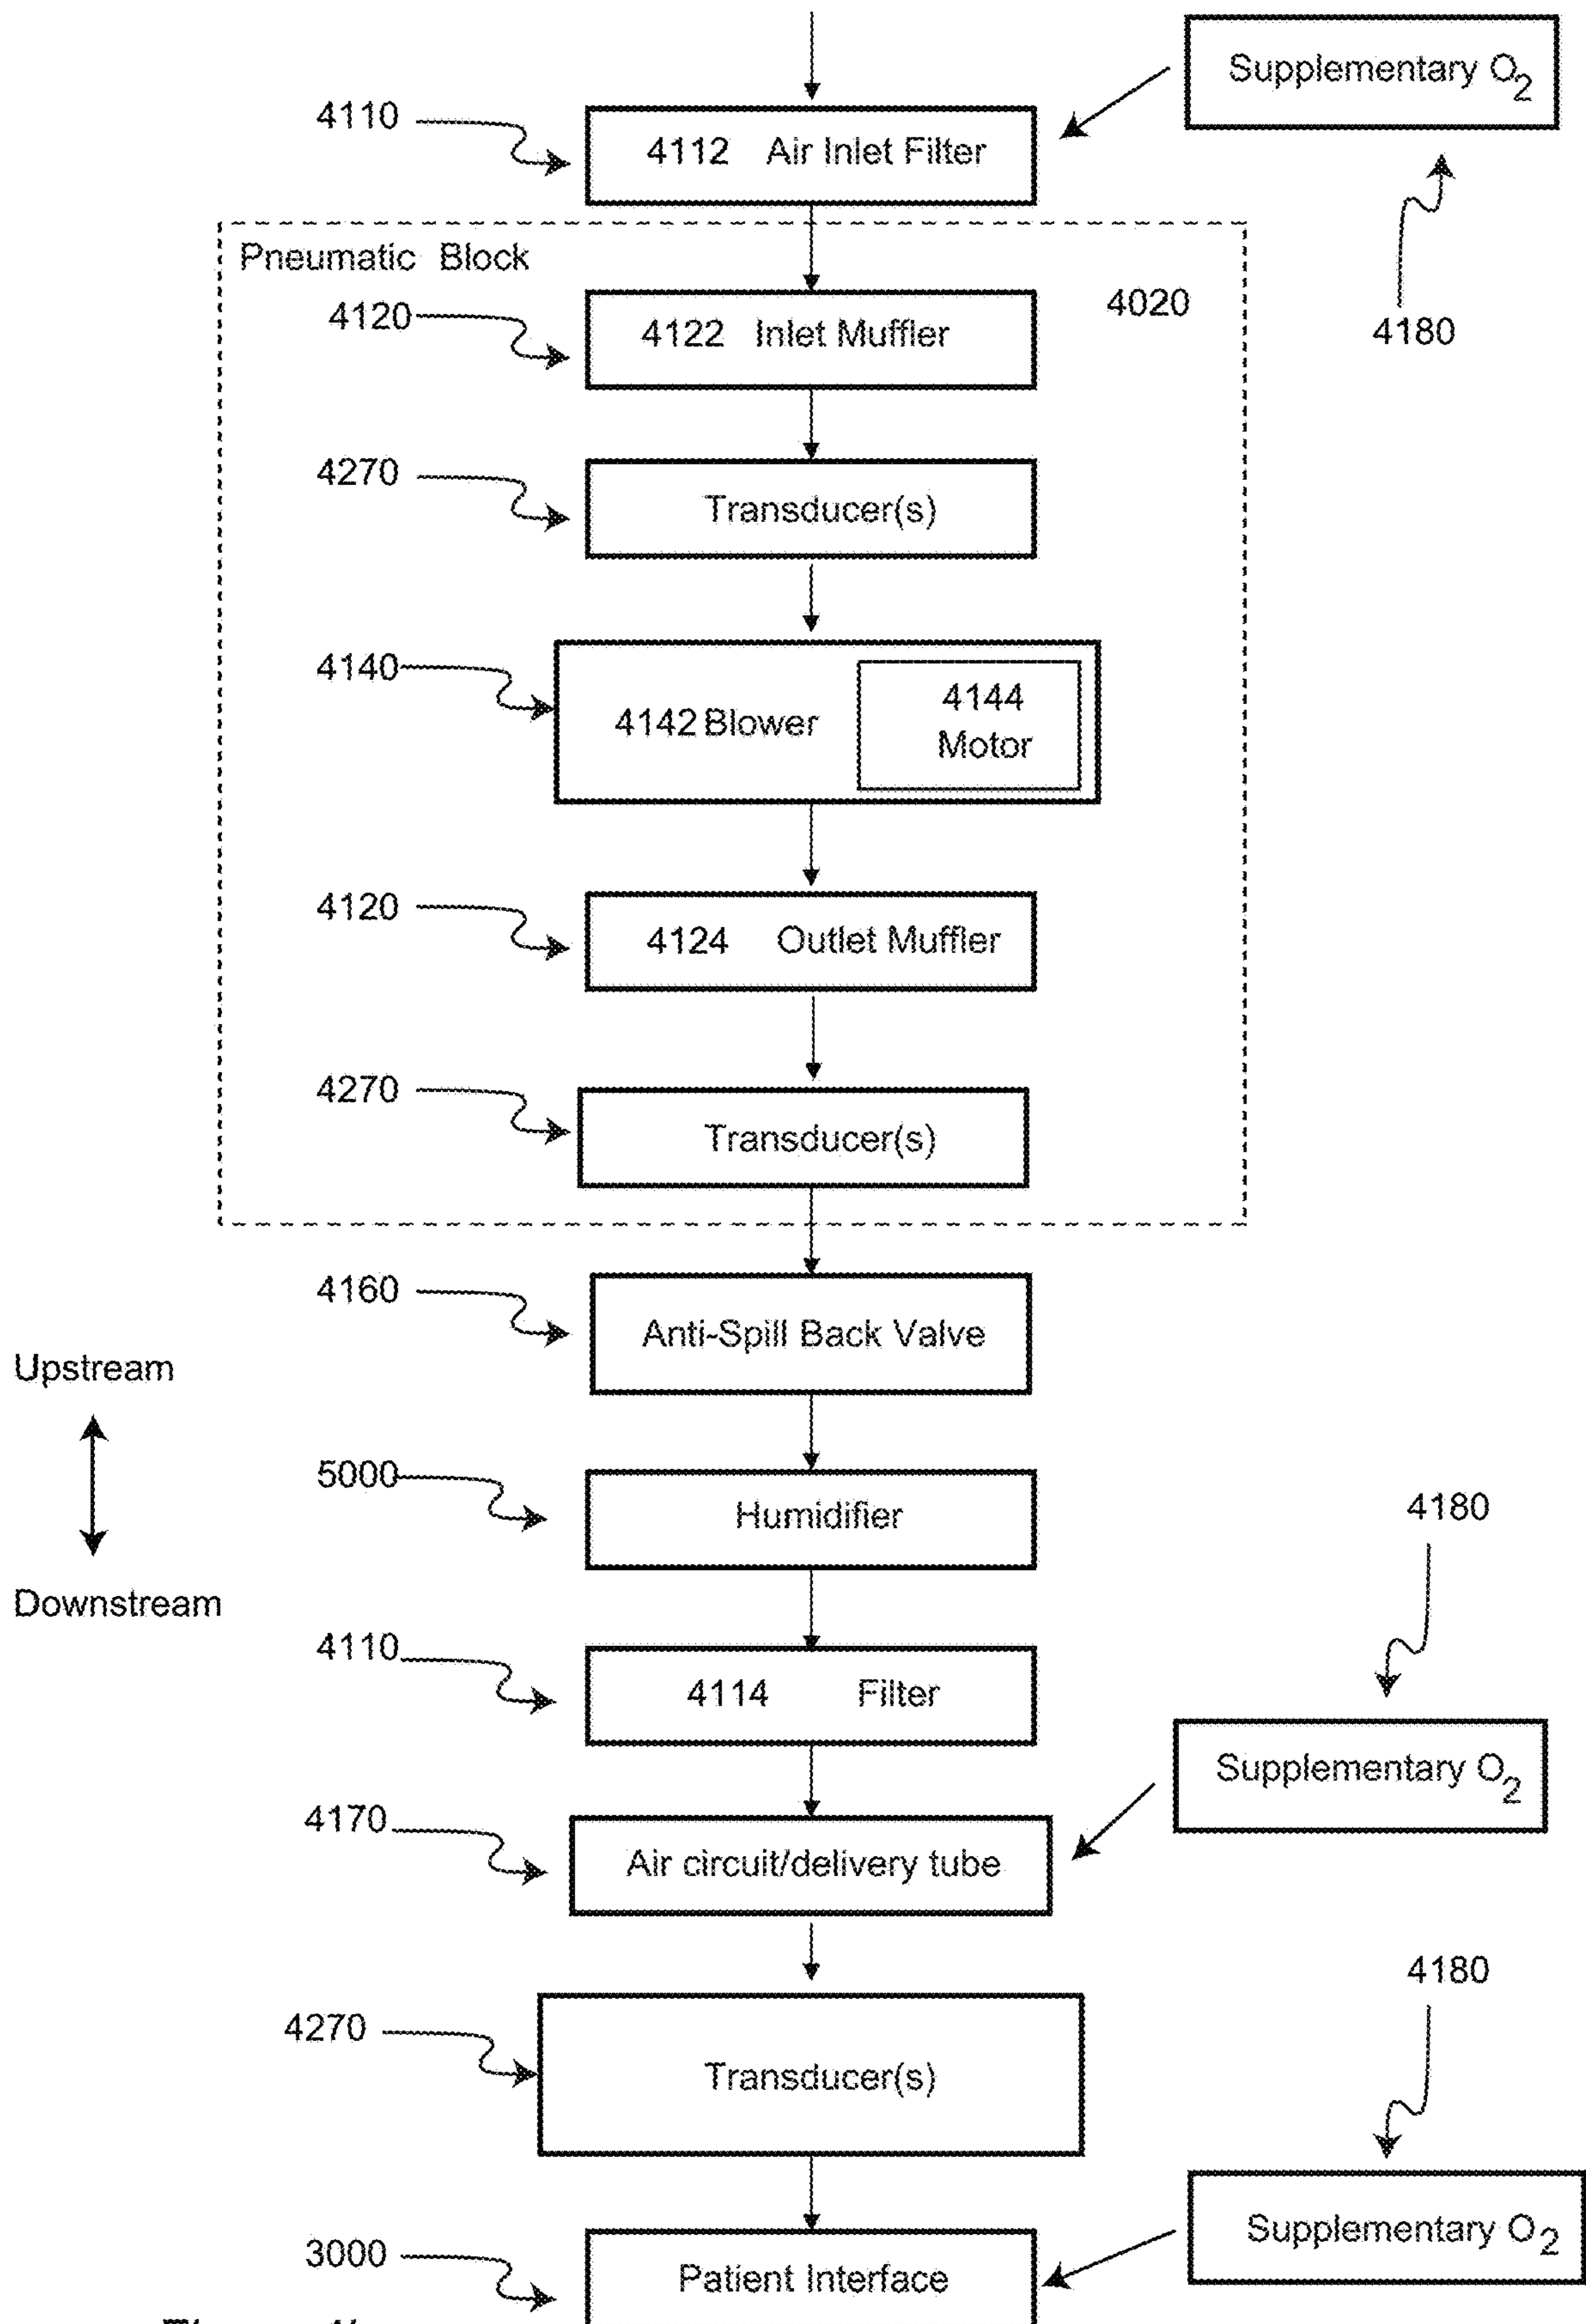 Supplementary O2
4110
4112 Air Inlet Filter
Pneumatic Block
4020
4180
4120
4122 Inlet Muffler
4270
Transducer(s)
4140
4142 Blower
4144
Motor
4120
4124 Outlet Muffler
4270
Transducer(s)
4160
Anti-Spill Back Valve
Upstream
5000
Humidifier
Downstream
4180
4110
4114 Filter
Supplementary O2
4170
Air circuit/delivery tube
4180
4270
Transducer(s)
Supplementary O2
3000
Patient Interface